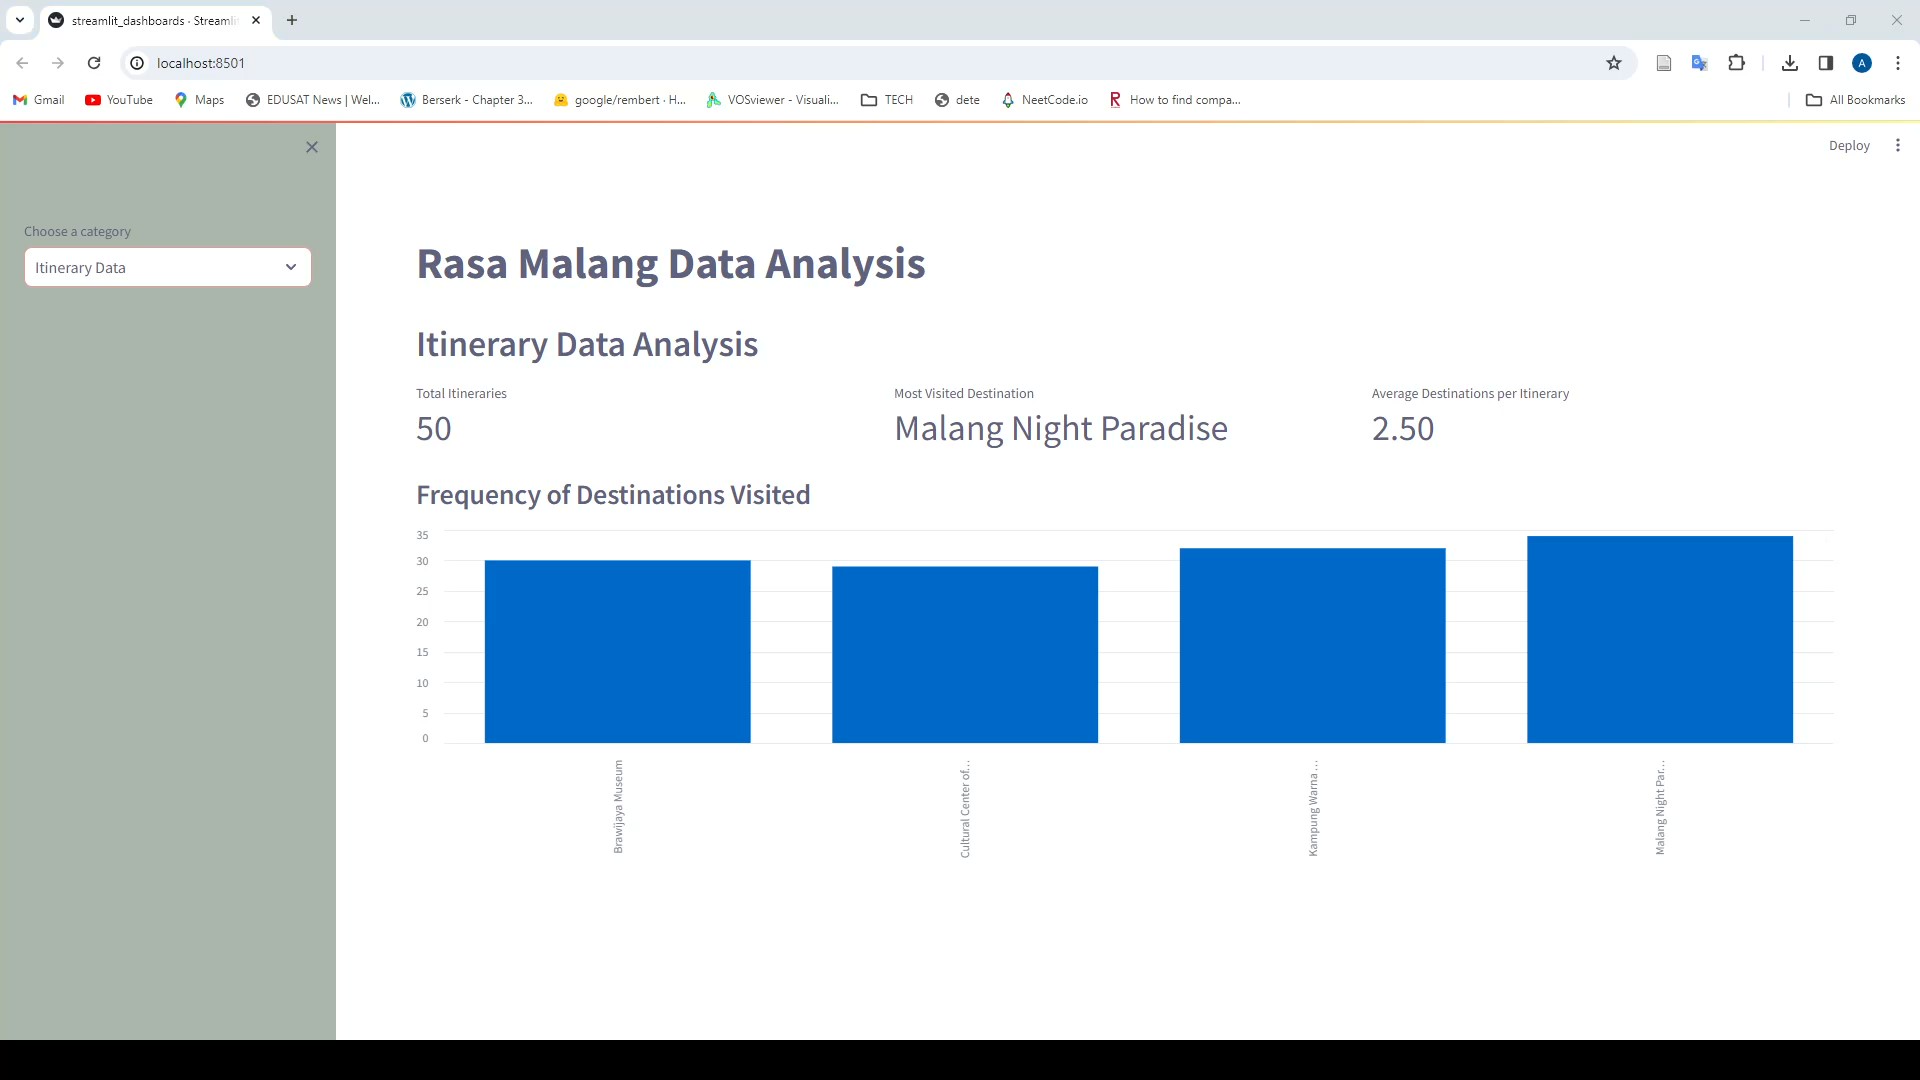 streamlit_dashboards · Streamli
localhost:8501
A
Gmail
YouTube
Maps
EDUSAT News | Wel...
Berserk - Chapter 3...
google/rembert · H...
VOSviewer - Visuali...
TECH
dete
NeetCode.io
How to find compa...
All Bookmarks
Deploy
Choose a category
Itinerary Data
Rasa Malang Data Analysis
Itinerary Data Analysis
Total Itineraries
50
Most Visited Destination
Malang Night Paradise
Average Destinations per Itinerary
2.50
Frequency of Destinations Visited
35
30
25
20
15
10
5
0
Brawijaya Museum
Cultural Center of...
Kampung Warna ...
Malang Night Par...